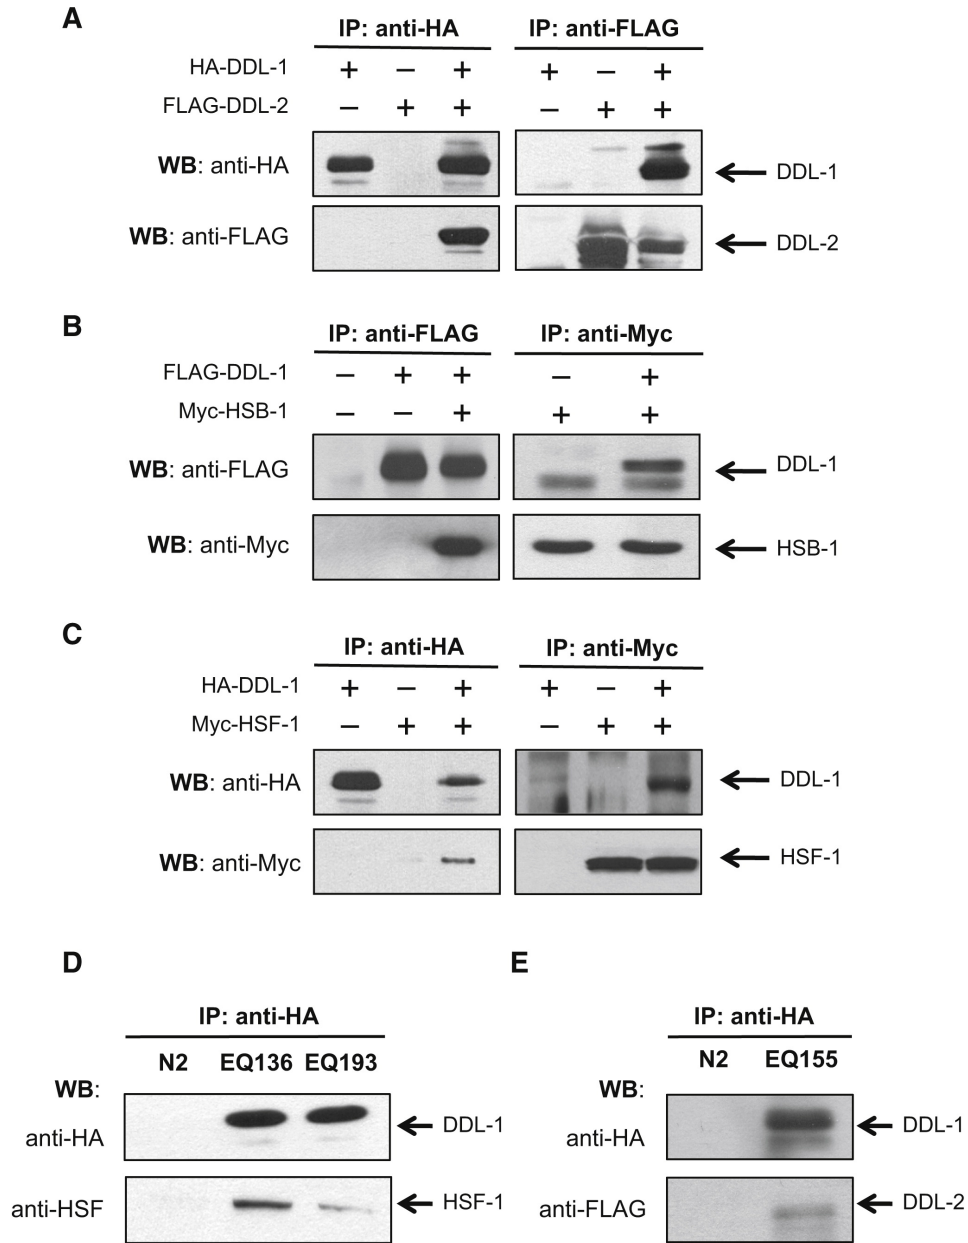 A
IP: anti-HA IP: anti-FLAG
HA-DDL-1 + – + + – +
FLAG-DDL-2 – + + – + +
WB: anti-HA DDL-1
WB: anti-FLAG DDL-2
B
IP: anti-FLAG IP: anti-Myc
FLAG-DDL-1 – + + – +
Myc-HSB-1 – – + + +
WB: anti-FLAG DDL-1
WB: anti-Myc HSB-1
C
IP: anti-HA IP: anti-Myc
HA-DDL-1 + – + + – +
Myc-HSF-1 – + + – + +
WB: anti-HA DDL-1
WB: anti-Myc HSF-1
D
IP: anti-HA
N2 EQ136 EQ193
WB:
anti-HA DDL-1
anti-HSF HSF-1
E
IP: anti-HA
N2 EQ155
WB:
anti-HA DDL-1
anti-FLAG DDL-2